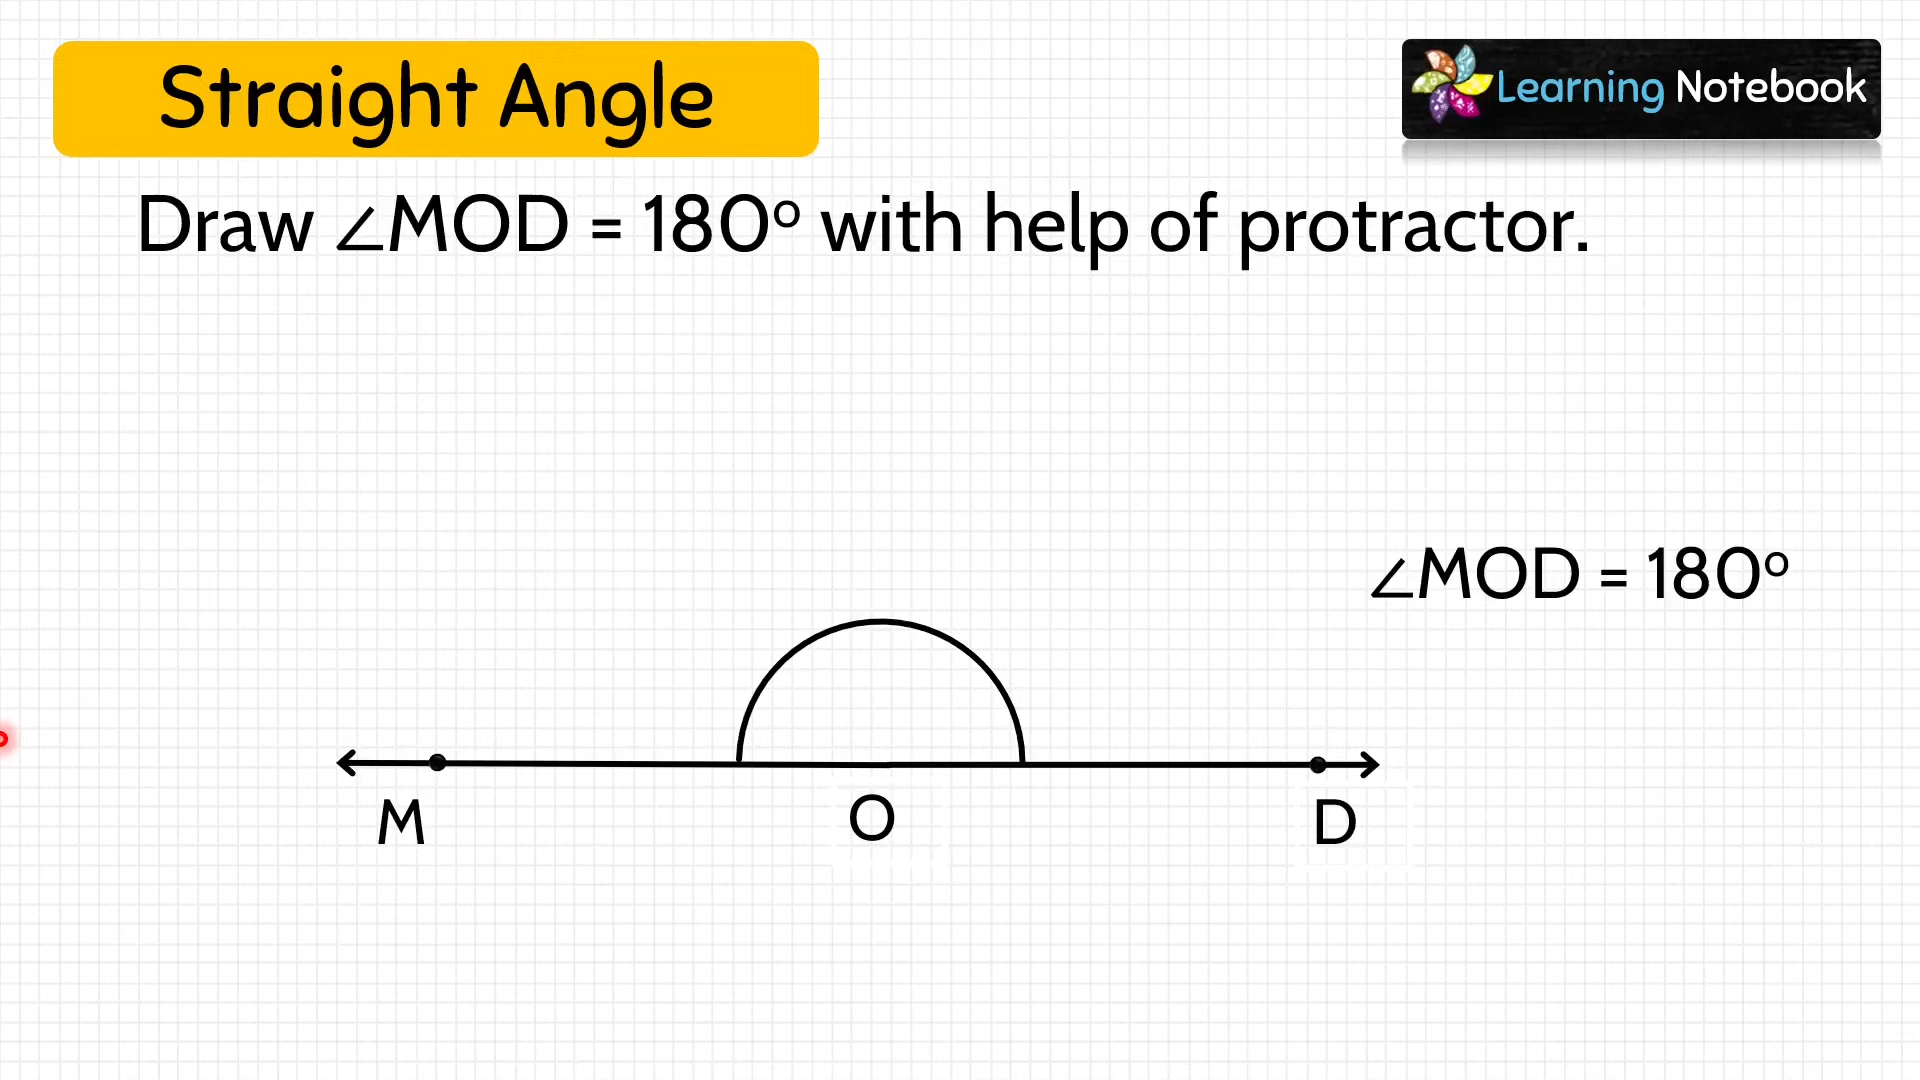 Straight Angle
Learning Notebook
Draw ∠MOD = 180° with help of protractor.
∠MOD = 180°
M
O
D